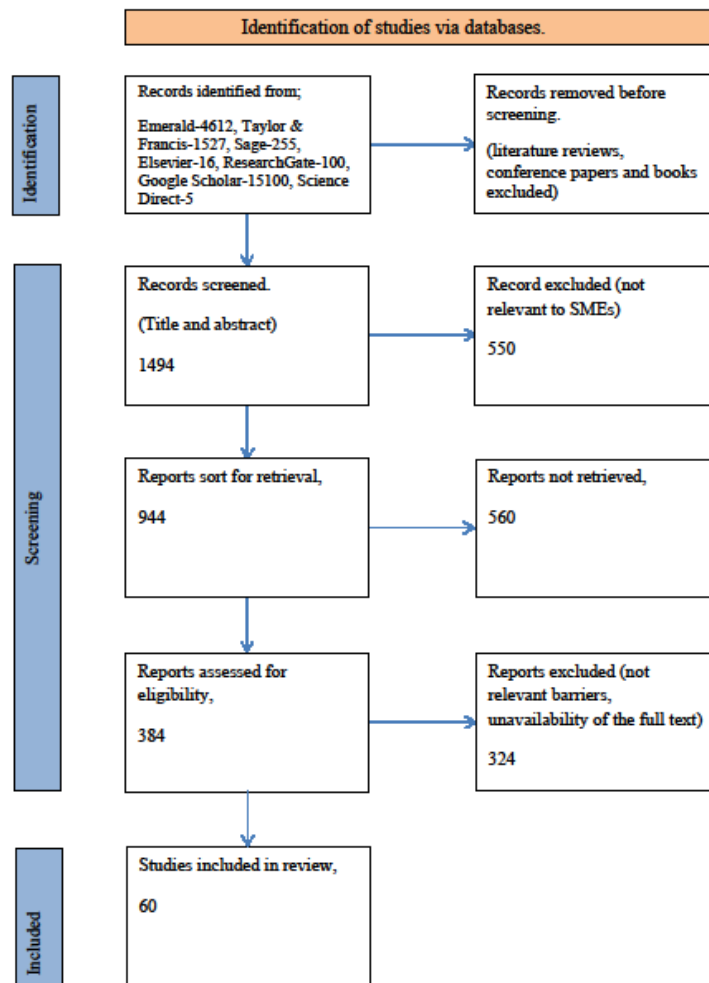 Identification of studies via databases.
Identification
Records identified from;
Emerald-4612, Taylor &
Francis-1527, Sage-255,
Elsevier-16, ResearchGate-100,
Google Scholar-15100, Science
Direct-5
Records removed before
screening.
(literature reviews,
conference papers and books
excluded)
Screening
Records screened.
(Title and abstract)
1494
Record excluded (not
relevant to SMEs)
550
Reports sort for retrieval,
944
Reports not retrieved,
560
Reports assessed for
eligibility,
384
Reports excluded (not
relevant barriers,
unavailability of the full text)
324
Included
Studies included in review,
60